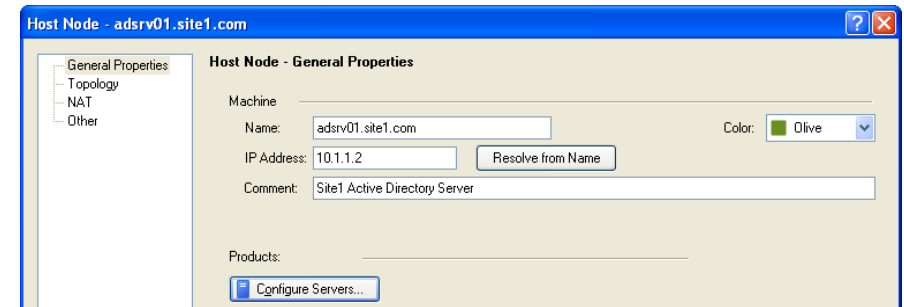 Host Node - adsrv01.site1.com
General Properties
Topology
NAT
Other
Host Node - General Properties
Machine
Name: adsrv01.site1.com Color: Olive
IP Address: 10.1.1.2 Resolve from Name
Comment: Site1 Active Directory Server
Products:
Configure Servers...